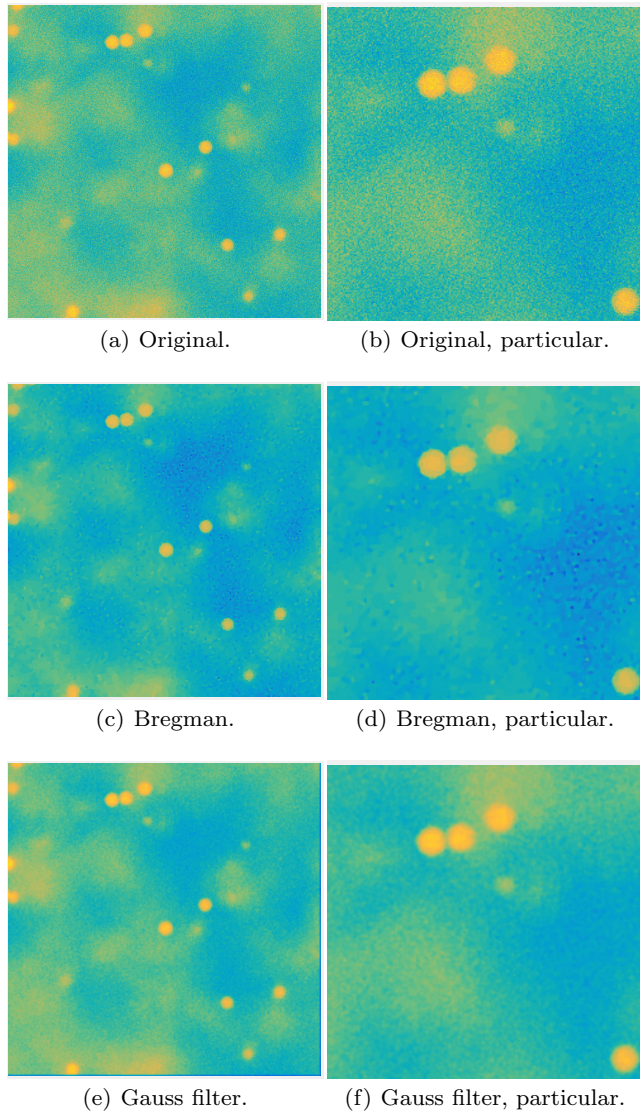 (a) Original.
(b) Original, particular.
(c) Bregman.
(d) Bregman, particular.
(e) Gauss filter.
(f) Gauss filter, particular.